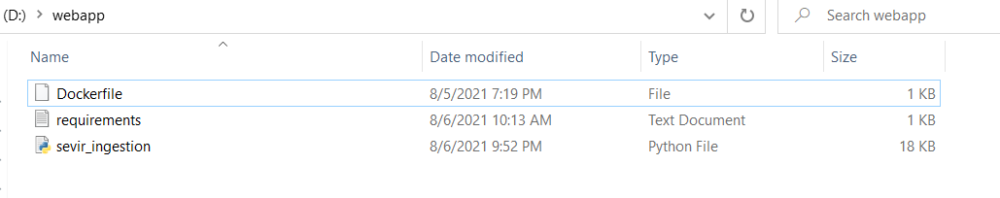 (D:) webapp Search webapp
Name Date modified Type Size
Dockerfile 8/5/2021 7:19 PM File 1 KB
requirements 8/6/2021 10:13 AM Text Document 1 KB
sevir_ingestion 8/6/2021 9:52 PM Python File 18 KB